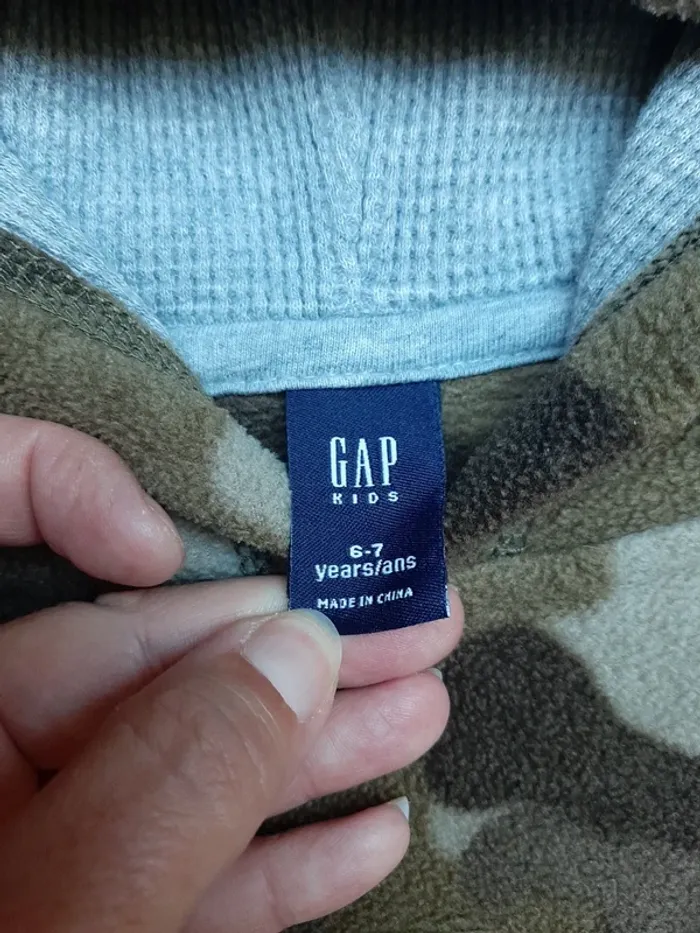 GAP
KIDS
6-7
years/ans
MADE IN CHINA